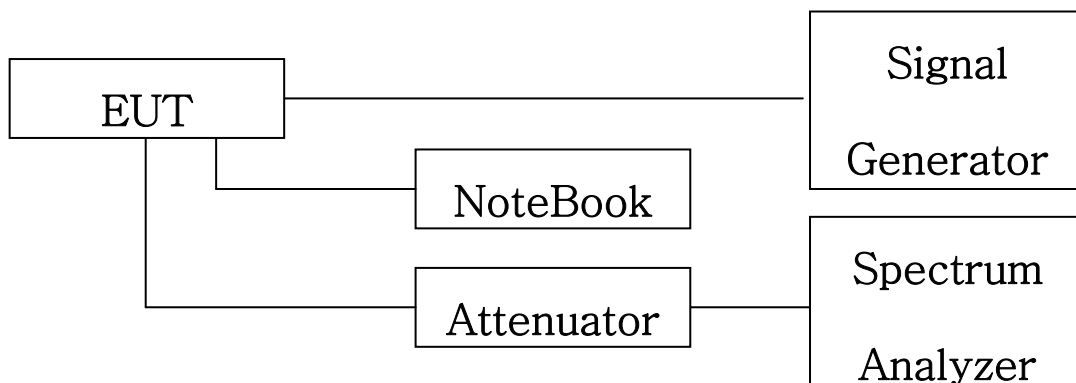 EUT
Signal
Generator
NoteBook
Attenuator
Spectrum
Analyzer